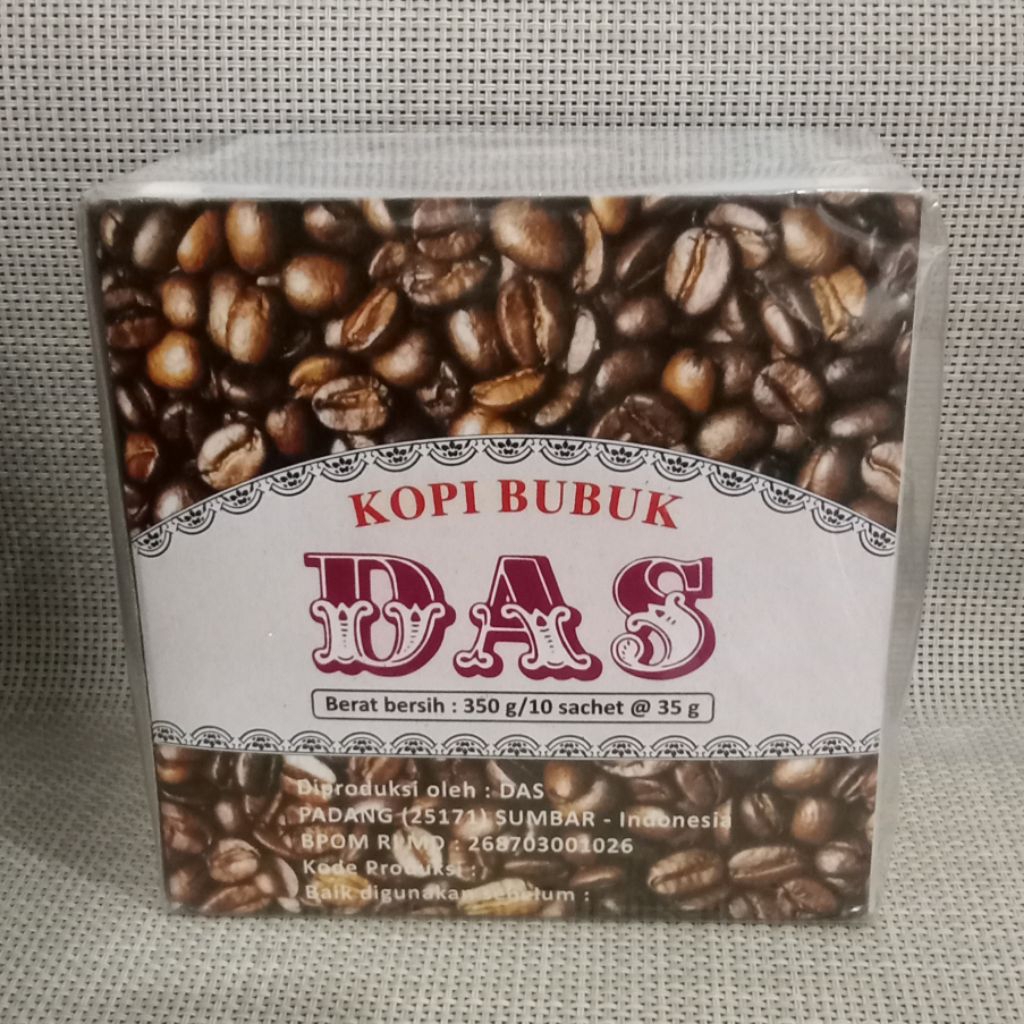 KOPI BUBUK
DAS
Berat bersih : 350 g/10 sachet @ 35 g
Diproduksi oleh : DAS
PADANG (25171) SUMBAR - Indonesia
BPOM RI MD : 268703001026
Kode Produksi :
Baik digunakan sebelum :